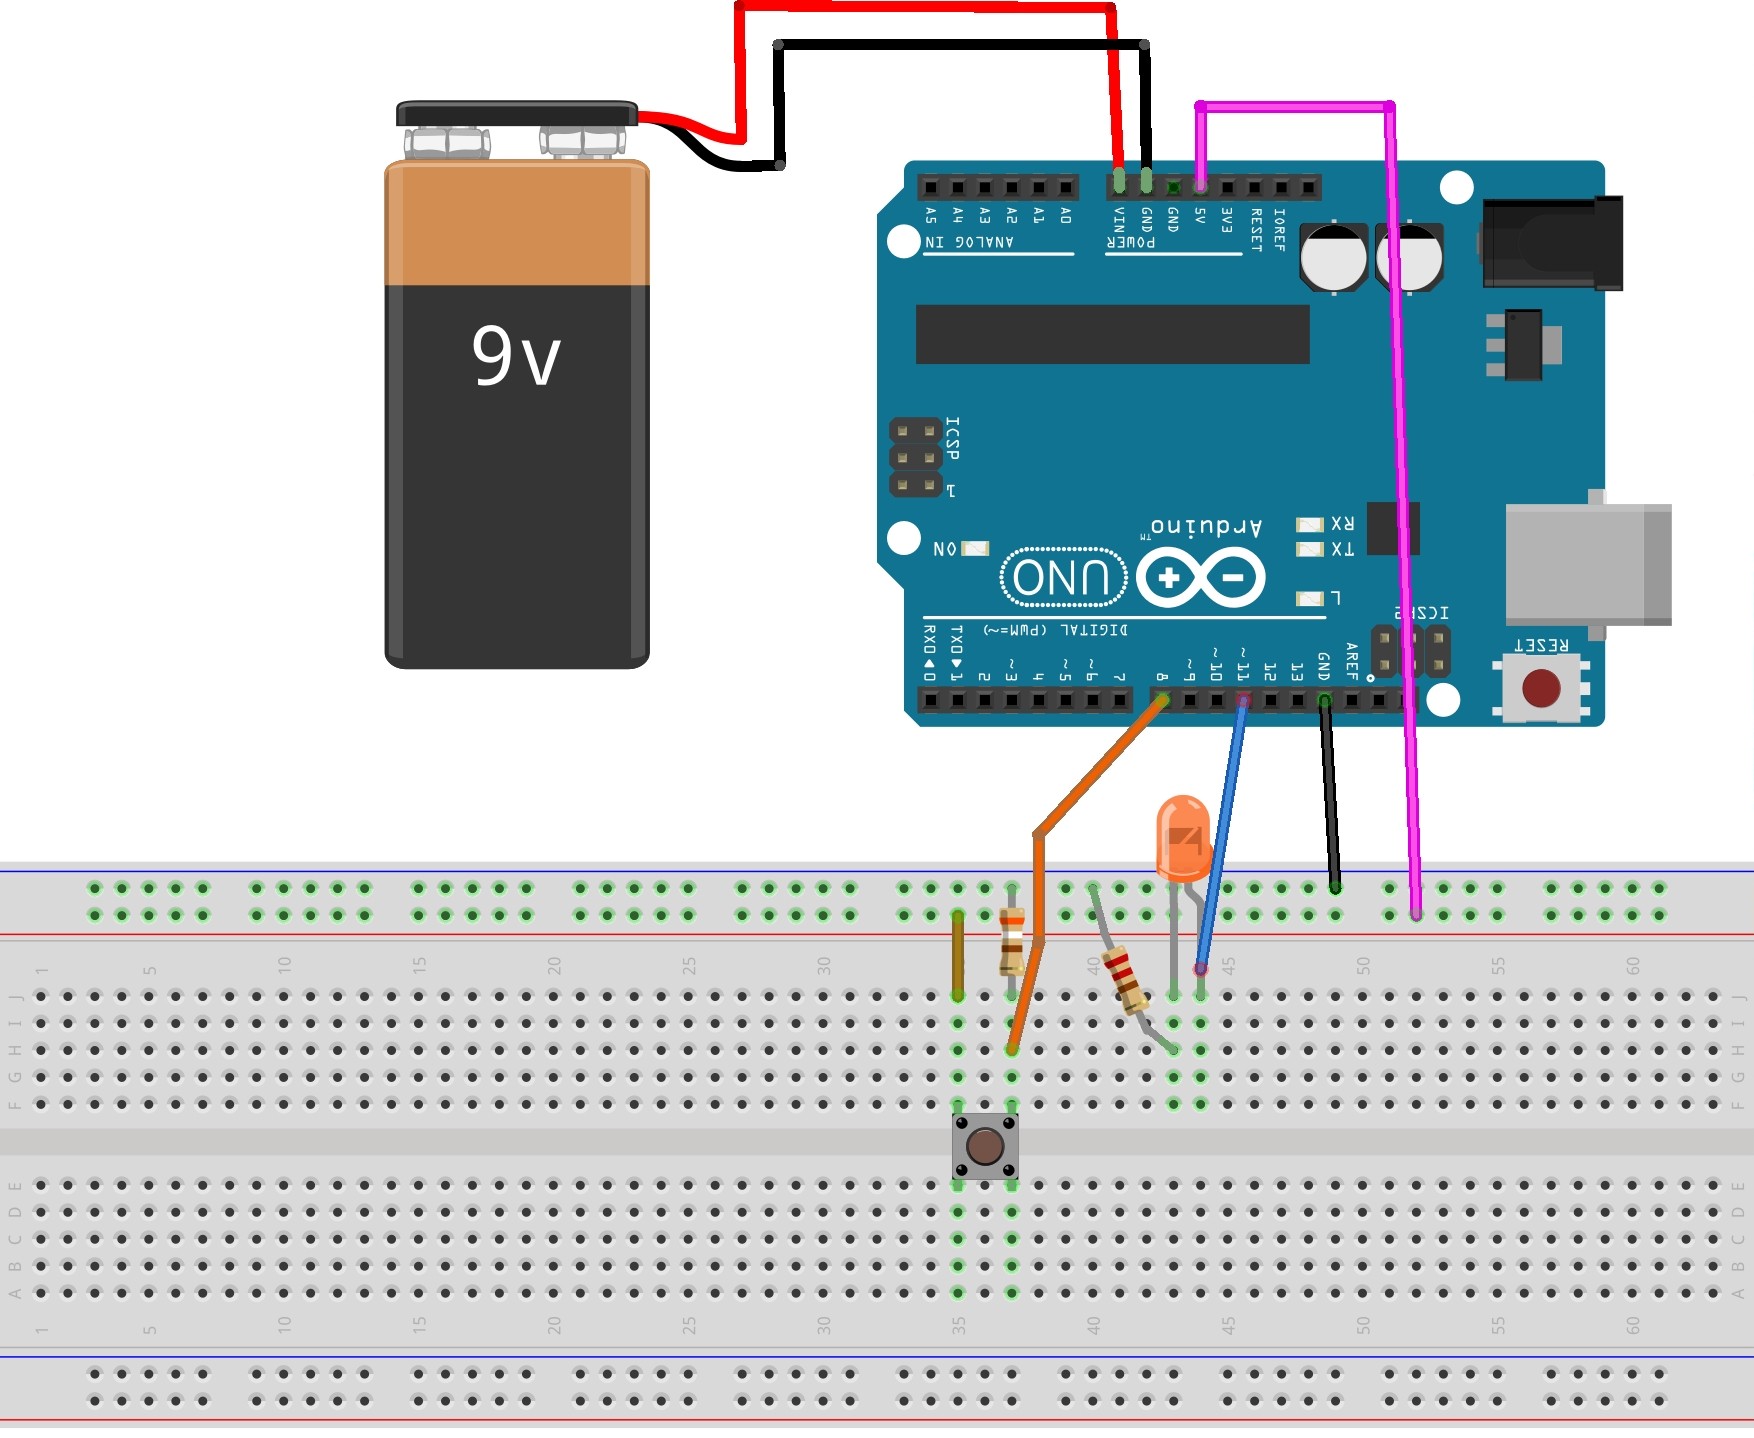 9v
A5 A4 A3 A2 A1 A0 VIN GND GND 5V 3V3 RESET IOREF
ANALOG IN POWER
ICSP
1
RX
Arduino
TM
TX
ON
UNO
L
ICSP
DIGITAL (PWM=~)
RESET
RX0 TX0 ~ ~ ~ ~ ~ ~ GND AREF
0 1 2 3 4 5 6 7 8 9 10 11 12 13
1 5 10 15 20 25 30 40 45 50 55 60
J J
I I
H H
G G
F F
E E
D D
C C
B B
A A
1 5 10 15 20 25 30 35 40 45 50 55 60